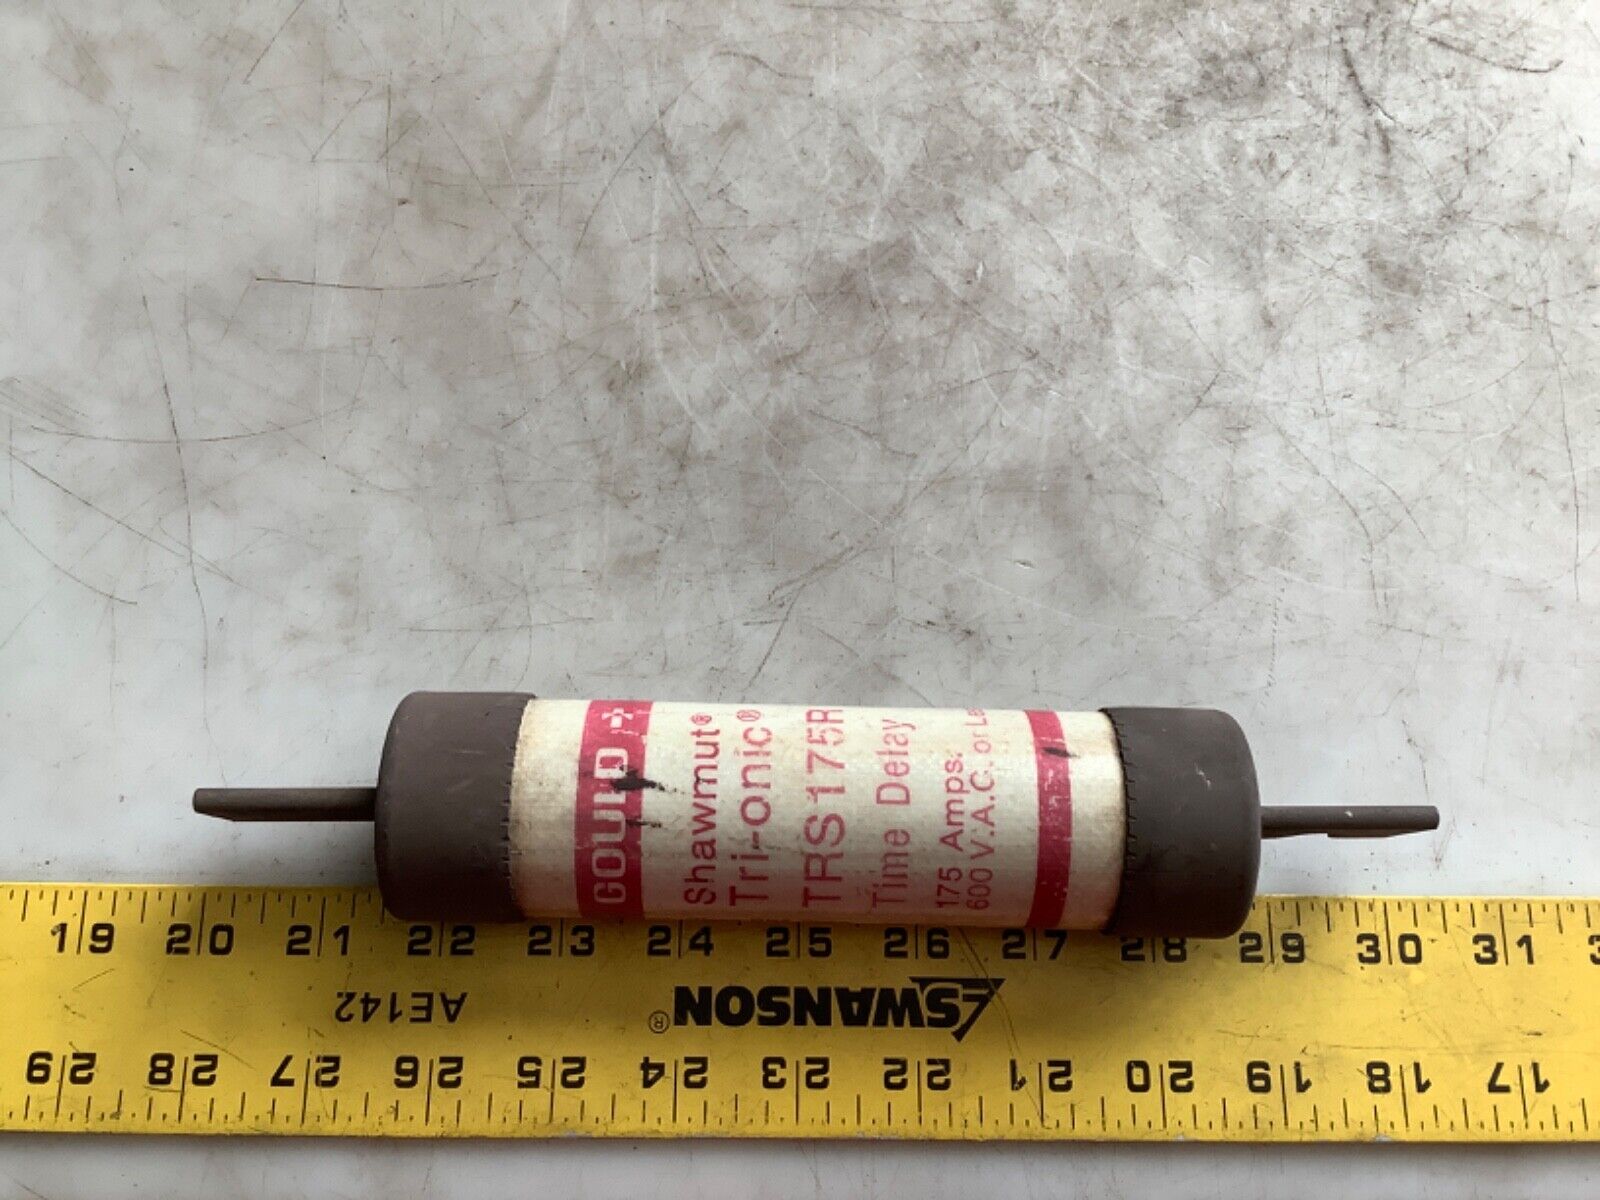 GOULD
Shawmut®
Tri-onic®
TRS175R
Time Delay
175 Amps.
600 V.A.C. or
19 20 21 22 23 24 25 26 27 28 29 30 31
AE142 SWANSON®
29 28 27 26 25 24 23 22 21 20 19 18 17